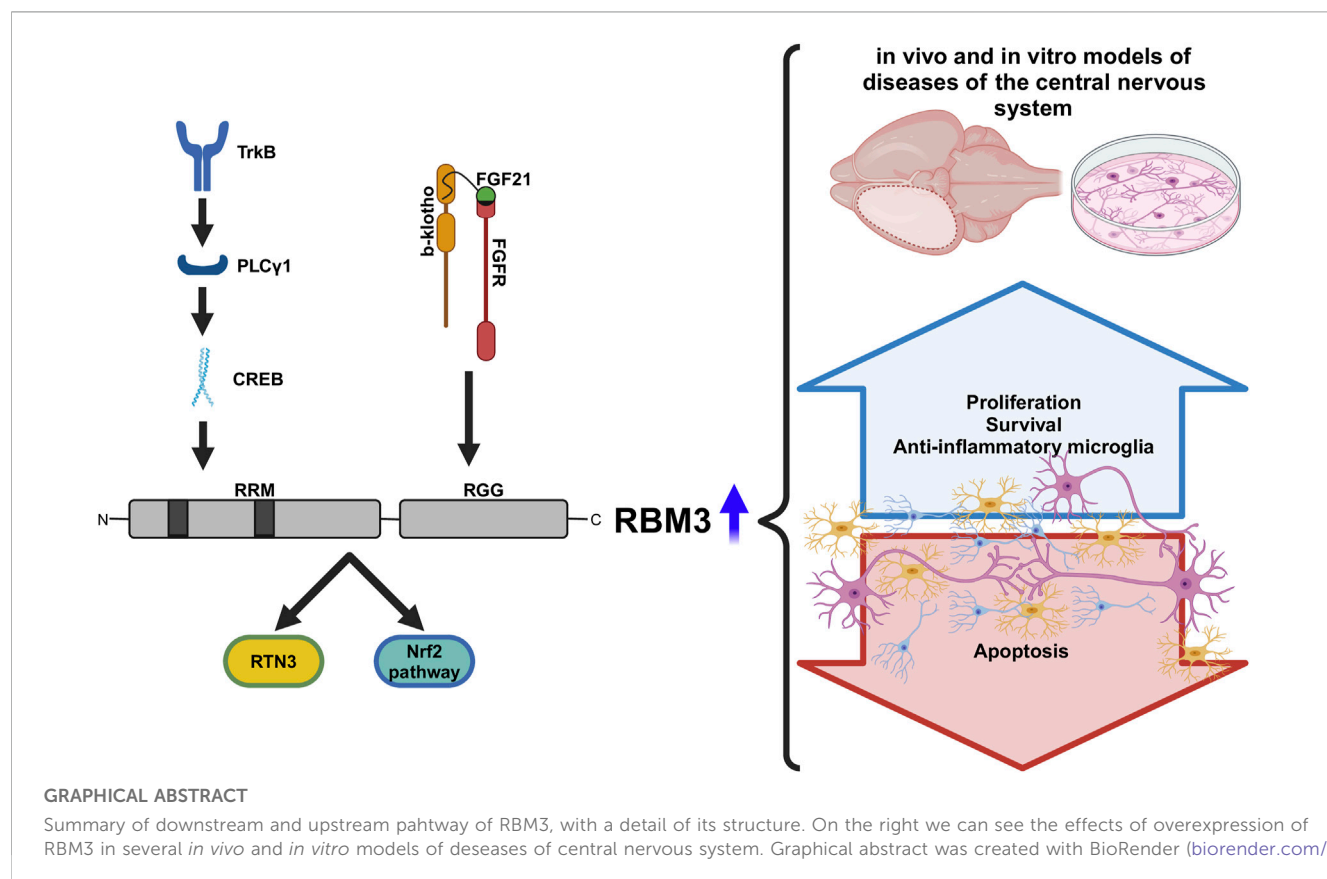 TrkB
PLCγ1
CREB
b-klotho
FGF21
FGFR
RRM
RGG
N
C
RBM3
RTN3
Nrf2
pathway
in vivo and in vitro models of
diseases of the central nervous
system
Proliferation
Survival
Anti-inflammatory microglia
Apoptosis
GRAPHICAL ABSTRACT
Summary of downstream and upstream pahtway of RBM3, with a detail of its structure. On the right we can see the effects of overexpression of
RBM3 in several in vivo and in vitro models of deseases of central nervous system. Graphical abstract was created with BioRender (biorender.com/